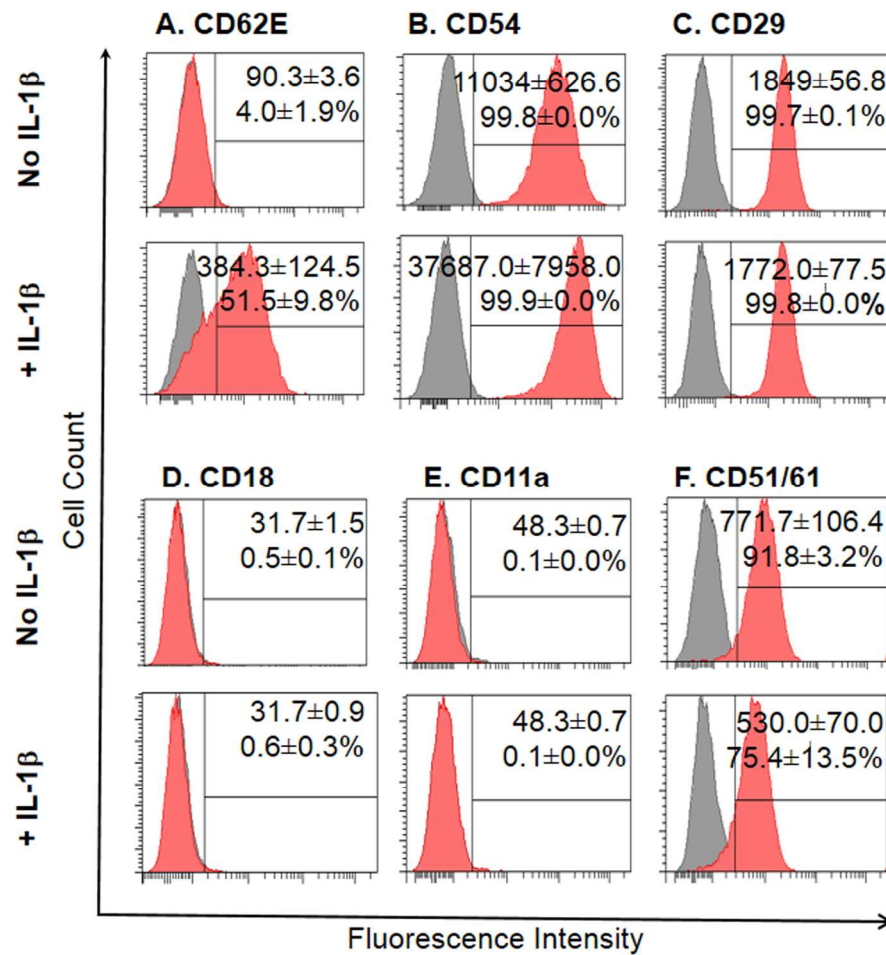 A. CD62E
B. CD54
C. CD29
No IL-1β
90.3±3.6
4.0±1.9%
11034±626.6
99.8±0.0%
1849±56.8
99.7±0.1%
+ IL-1β
384.3±124.5
51.5±9.8%
37687.0±7958.0
99.9±0.0%
1772.0±77.5
99.8±0.0%
Cell Count
D. CD18
E. CD11a
F. CD51/61
No IL-1β
31.7±1.5
0.5±0.1%
48.3±0.7
0.1±0.0%
771.7±106.4
91.8±3.2%
+ IL-1β
31.7±0.9
0.6±0.3%
48.3±0.7
0.1±0.0%
530.0±70.0
75.4±13.5%
Fluorescence Intensity